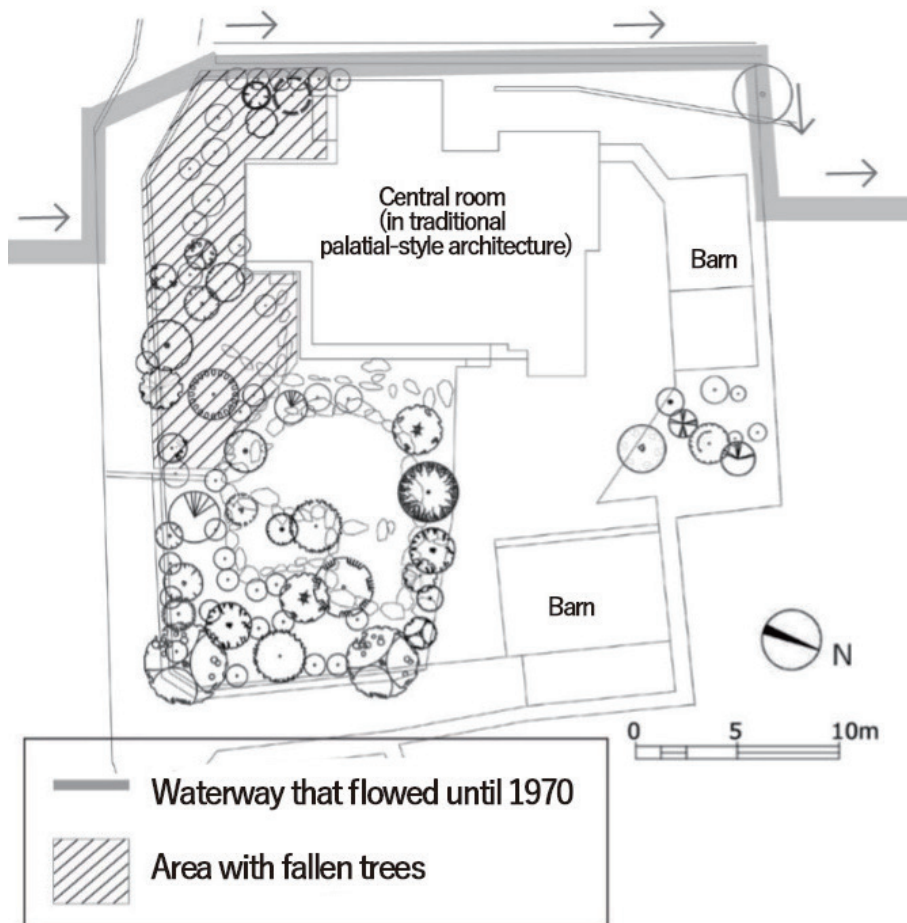 Central room
(in traditional
palatial-style architecture)
Barn
Barn
N
0 5 10m
Waterway that flowed until 1970
Area with fallen trees